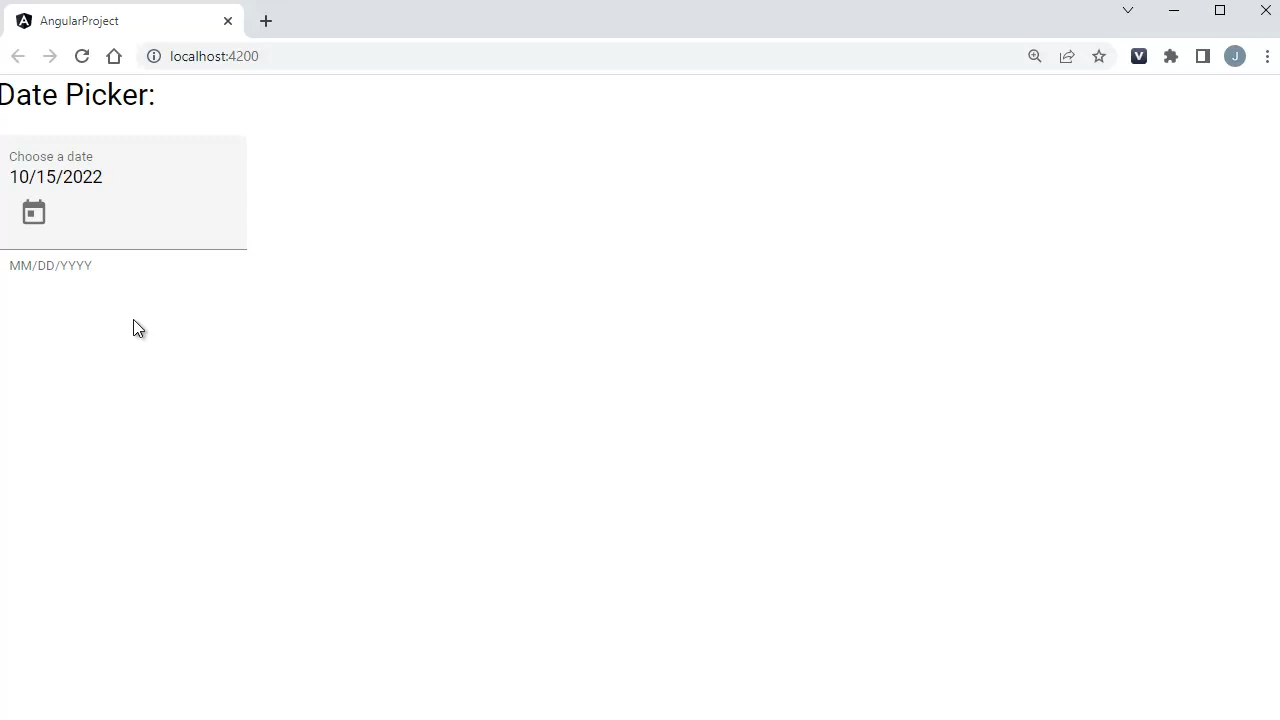 AngularProject
localhost:4200
V
J
Date Picker:
Choose a date
10/15/2022
MM/DD/YYYY